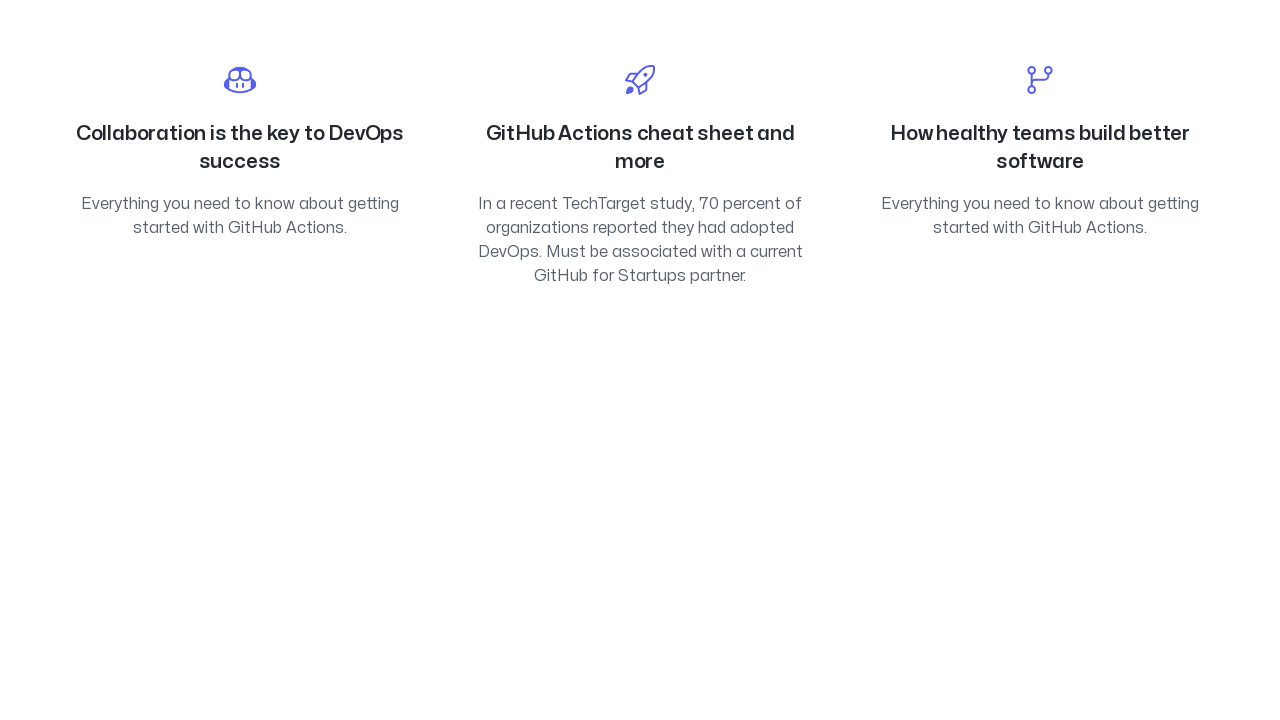 Collaboration is the key to DevOps
success
Everything you need to know about getting
started with GitHub Actions.
GitHub Actions cheat sheet and
more
In a recent TechTarget study, 70 percent of
organizations reported they had adopted
DevOps. Must be associated with a current
GitHub for Startups partner.
How healthy teams build better
software
Everything you need to know about getting
started with GitHub Actions.